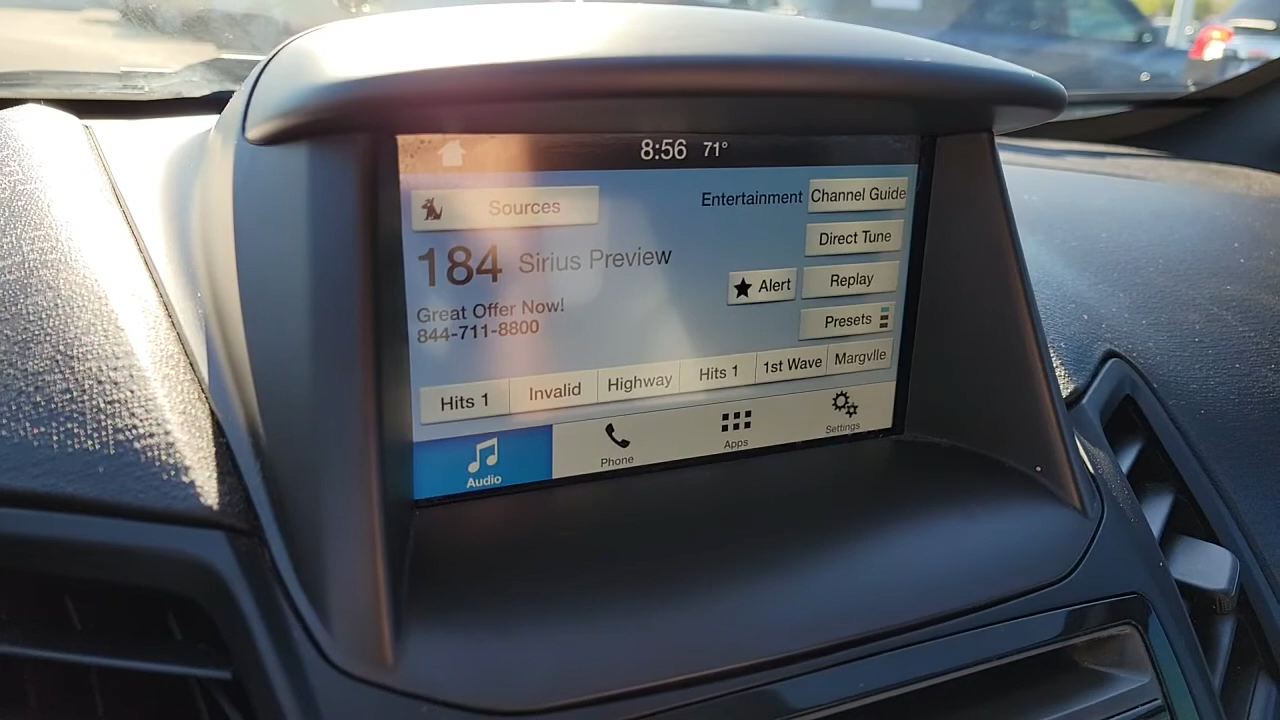 8:56 71°
Sources
Entertainment
Channel Guide
184 Sirius Preview
Direct Tune
Great Offer Now!
844-711-8800
Alert
Replay
Presets
Hits 1 Invalid Highway Hits 1 1st Wave Margvlle
Audio Phone Apps Settings